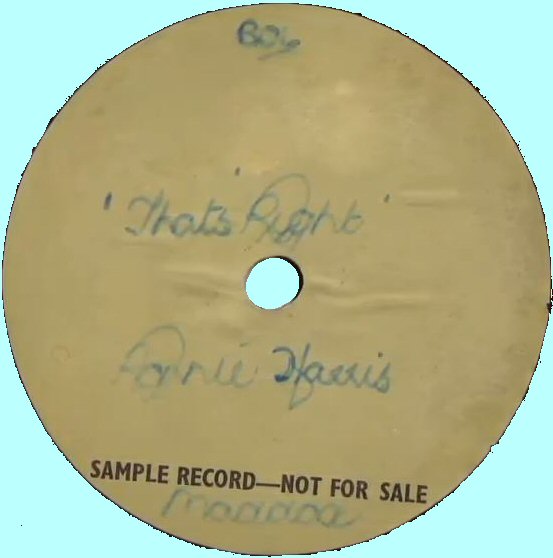 'That's Right'
Ronnie Harris
SAMPLE RECORD—NOT FOR SALE